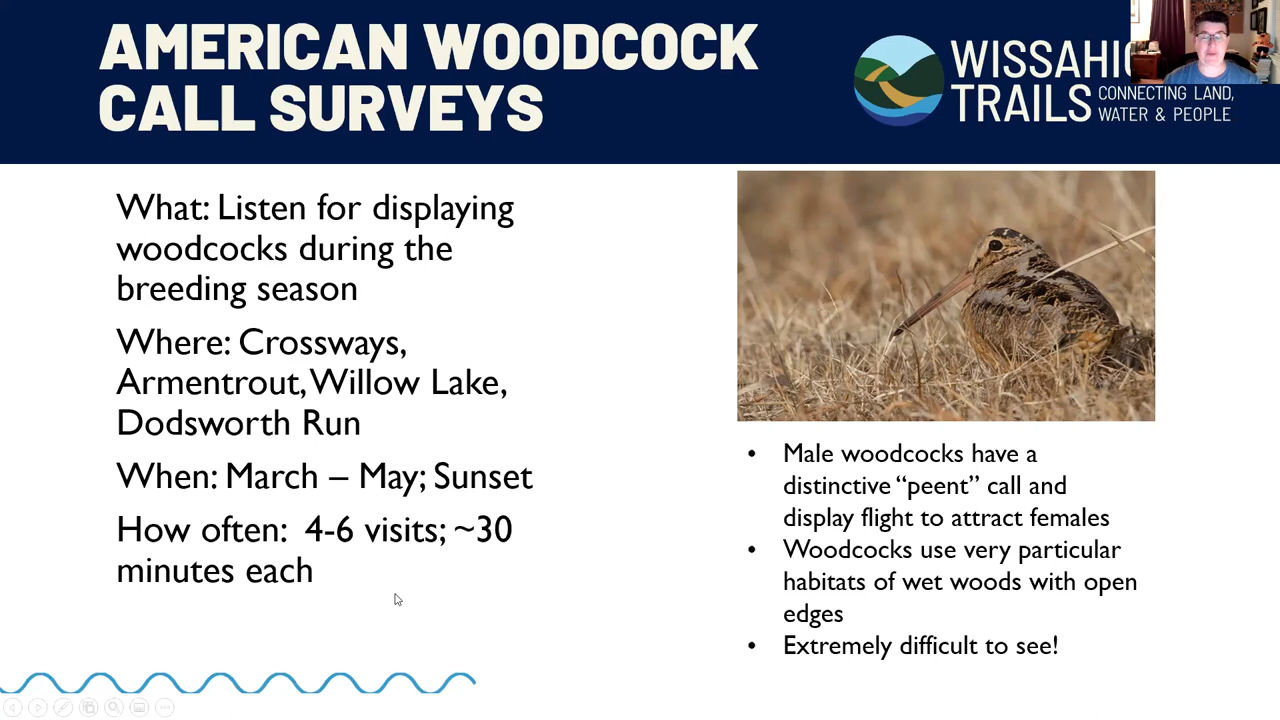 AMERICAN WOODCOCK
CALL SURVEYS
WISSAHIC
TRAILS
CONNECTING LAND,
WATER & PEOPLE
What: Listen for displaying
woodcocks during the
breeding season
Where: Crossways,
Armentrout, Willow Lake,
Dodsworth Run
When: March – May; Sunset
How often:  4-6 visits; ~30
minutes each
• Male woodcocks have a
distinctive “peent” call and
display flight to attract females
• Woodcocks use very particular
habitats of wet woods with open
edges
• Extremely difficult to see!